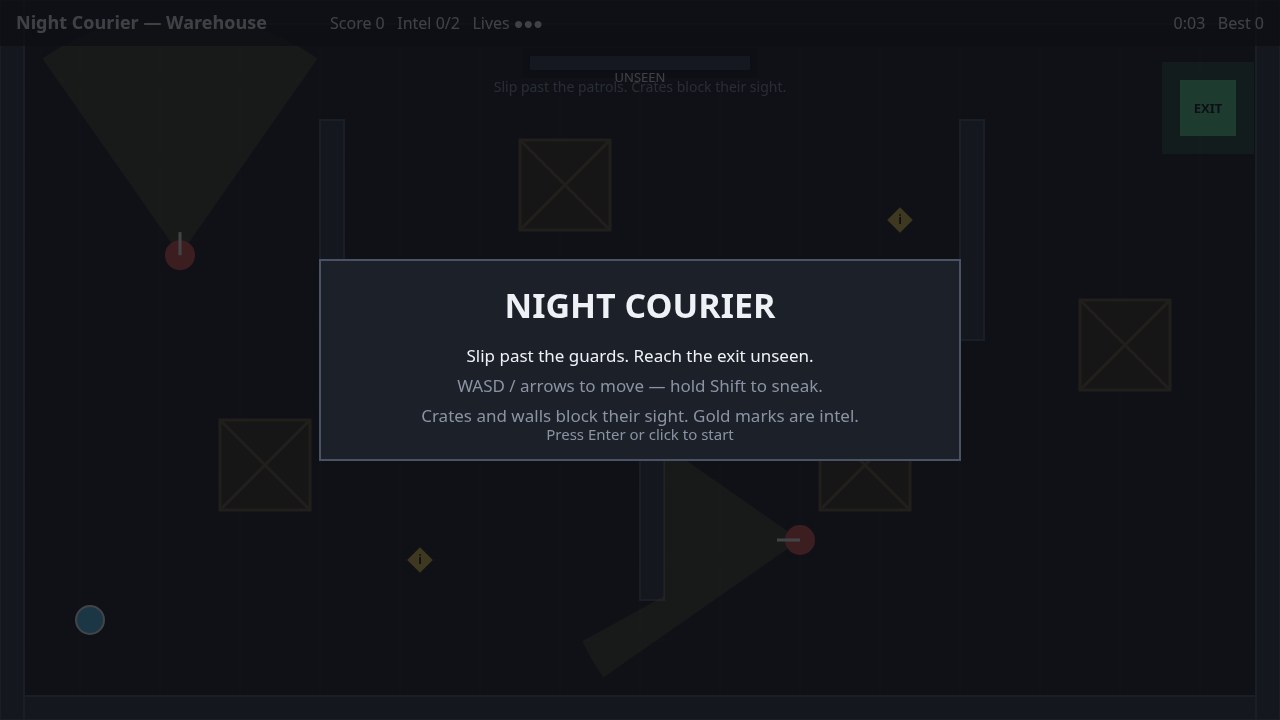 Night Courier — Warehouse
Score 0 Intel 0/2 Lives ●●●
0:03 Best 0
UNSEEN
Slip past the patrols. Crates block their sight.
EXIT
i
NIGHT COURIER
Slip past the guards. Reach the exit unseen.
WASD / arrows to move — hold Shift to sneak.
Crates and walls block their sight. Gold marks are intel.
Press Enter or click to start
i